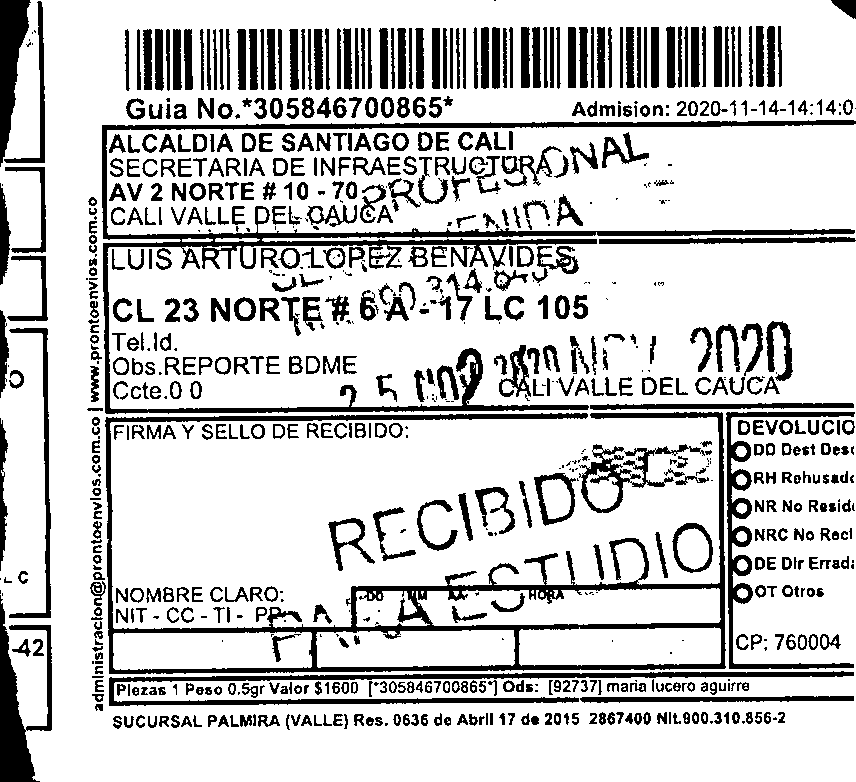 Guia No.*305846700865*
Admision: 2020-11-14-14:14:0
ALCALDIA DE SANTIAGO DE CALI
SECRETARIA DE INFRAESTRUCTURA
AV 2 NORTE # 10 - 70
CALI VALLE DEL CAUCA
LUIS ARTURO LOPEZ BENAVIDES
CL 23 NORTE # 6 A - 17 LC 105
Tel.Id.
Obs.REPORTE BDME
Ccte.0 0
25 NOV 2020
CALI VALLE DEL CAUCA
administracion@prontoenvios.com.co | www.prontoenvios.com.co
FIRMA Y SELLO DE RECIBIDO:
RECIBIDO
PARA ESTUDIO
NOMBRE CLARO:
NIT - CC - TI - PP-
DD MM AA HORA
DEVOLUCIO
DD Dest Desc
RH Rehusado
NR No Reside
NRC No Recl
DE Dir Errada
OT Otros
CP: 760004
Piezas 1 Peso 0.5gr Valor $1600 [*305846700865*] Ods: [92737] maria lucero aguirre
SUCURSAL PALMIRA (VALLE) Res. 0636 de Abril 17 de 2015 2867400 Nit.900.310.856-2
-42